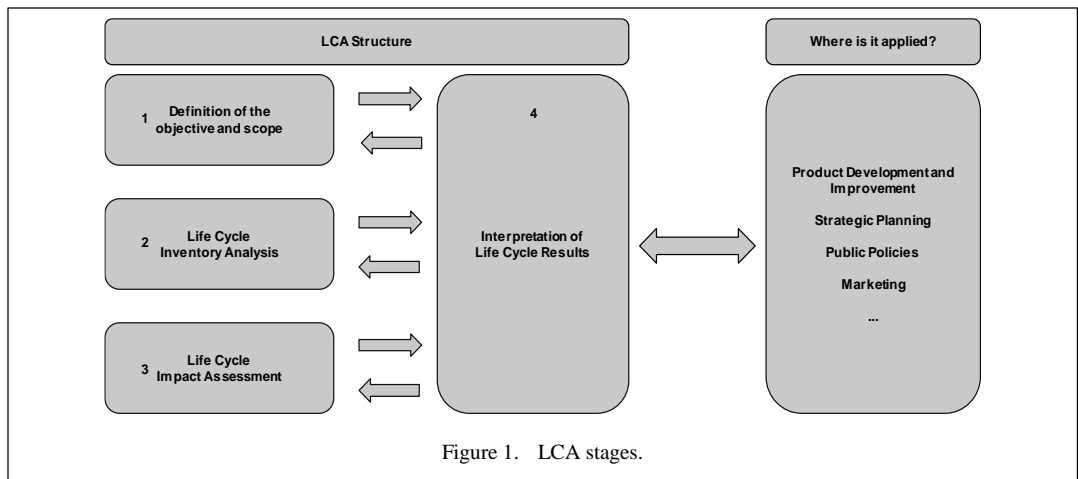 LCA Structure
Where is it applied?
1 Definition of the
objective and scope
2 Life Cycle
Inventory Analysis
3 Life Cycle
Impact Assessment
4
Interpretation of
Life Cycle Results
Product Development and
Improvement
Strategic Planning
Public Policies
Marketing
...
Figure 1. LCA stages.